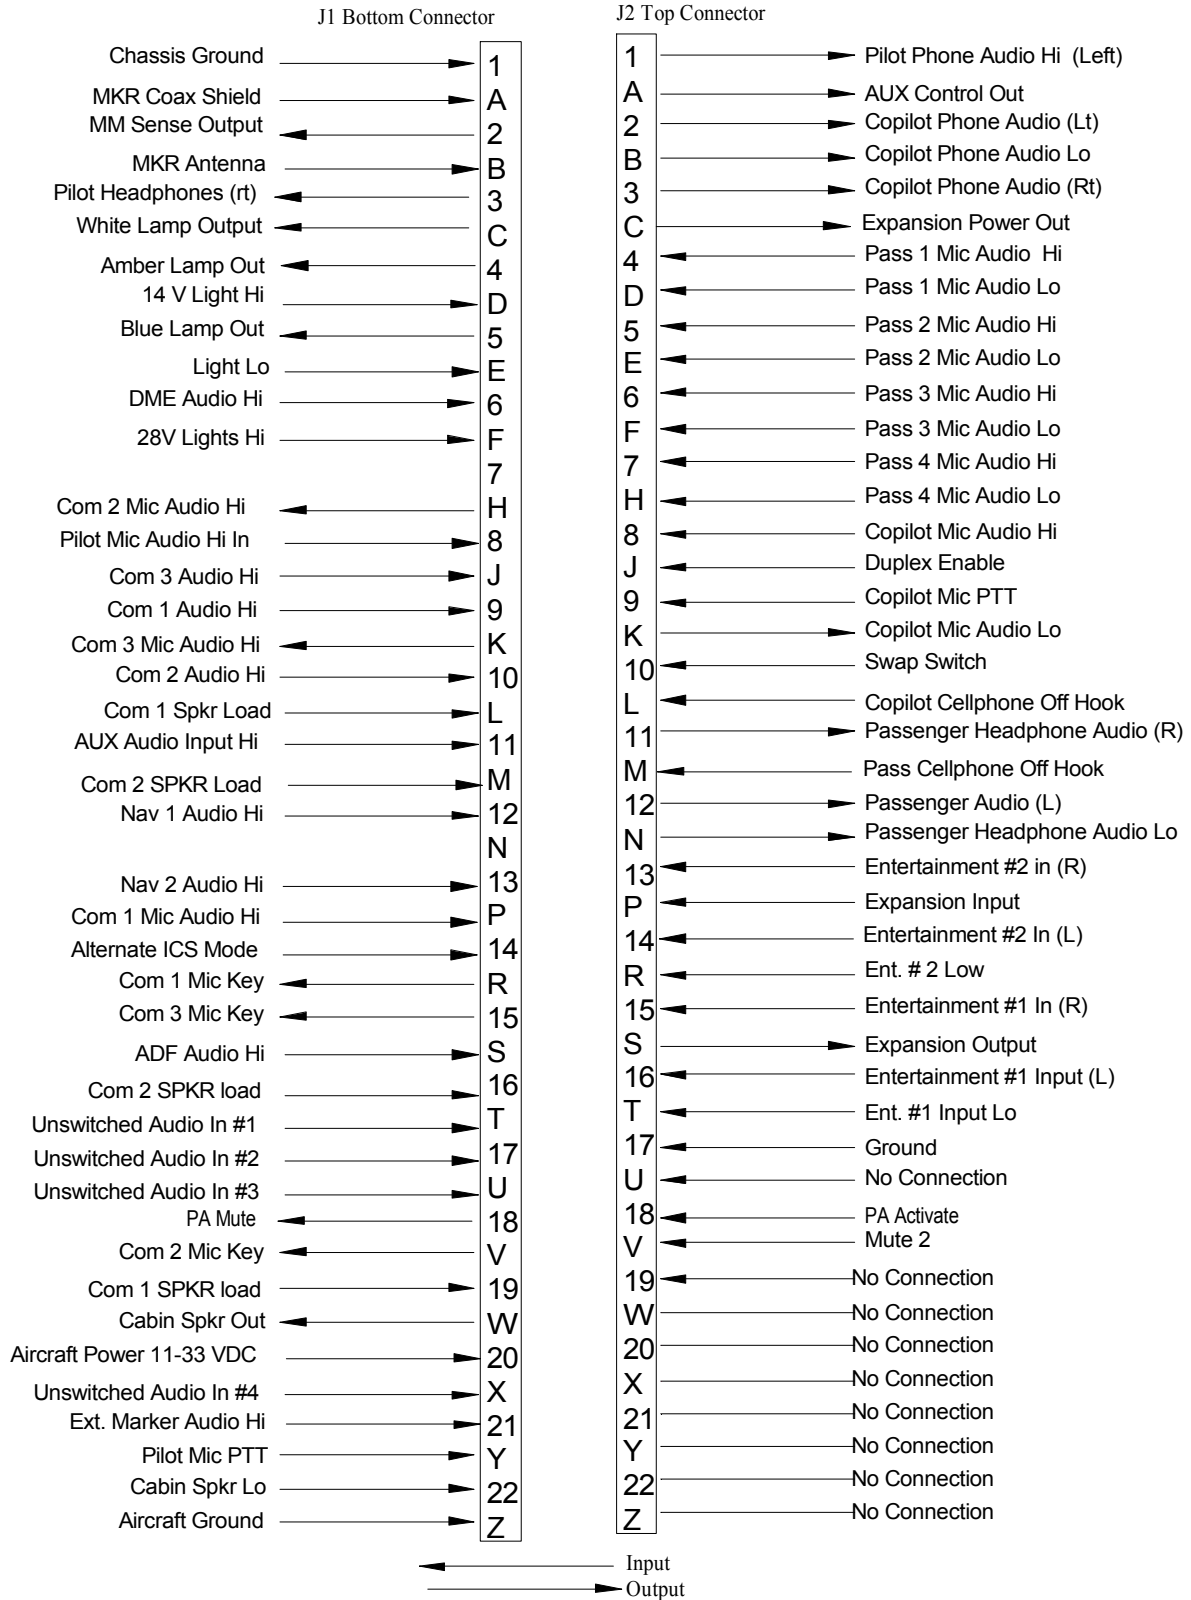 J1 Bottom Connector
Chassis Ground 1
MKR Coax Shield A
MM Sense Output 2
MKR Antenna B
Pilot Headphones (rt) 3
White Lamp Output C
Amber Lamp Out 4
14 V Light Hi D
Blue Lamp Out 5
Light Lo E
DME Audio Hi 6
28V Lights Hi F
7
Com 2 Mic Audio Hi H
Pilot Mic Audio Hi In 8
Com 3 Audio Hi J
Com 1 Audio Hi 9
Com 3 Mic Audio Hi K
Com 2 Audio Hi 10
Com 1 Spkr Load L
AUX Audio Input Hi 11
Com 2 SPKR Load M
Nav 1 Audio Hi 12
N
Nav 2 Audio Hi 13
Com 1 Mic Audio Hi P
Alternate ICS Mode 14
Com 1 Mic Key R
Com 3 Mic Key 15
ADF Audio Hi S
Com 2 SPKR load 16
Unswitched Audio In #1 T
Unswitched Audio In #2 17
Unswitched Audio In #3 U
PA Mute 18
Com 2 Mic Key V
Com 1 SPKR load 19
Cabin Spkr Out W
Aircraft Power 11-33 VDC 20
Unswitched Audio In #4 X
Ext. Marker Audio Hi 21
Pilot Mic PTT Y
Cabin Spkr Lo 22
Aircraft Ground Z
J2 Top Connector
1 Pilot Phone Audio Hi (Left)
A AUX Control Out
2 Copilot Phone Audio (Lt)
B Copilot Phone Audio Lo
3 Copilot Phone Audio (Rt)
C Expansion Power Out
4 Pass 1 Mic Audio Hi
D Pass 1 Mic Audio Lo
5 Pass 2 Mic Audio Hi
E Pass 2 Mic Audio Lo
6 Pass 3 Mic Audio Hi
F Pass 3 Mic Audio Lo
7 Pass 4 Mic Audio Hi
H Pass 4 Mic Audio Lo
8 Copilot Mic Audio Hi
J Duplex Enable
9 Copilot Mic PTT
K Copilot Mic Audio Lo
10 Swap Switch
L Copilot Cellphone Off Hook
11 Passenger Headphone Audio (R)
M Pass Cellphone Off Hook
12 Passenger Audio (L)
N Passenger Headphone Audio Lo
13 Entertainment #2 in (R)
P Expansion Input
14 Entertainment #2 In (L)
R Ent. # 2 Low
15 Entertainment #1 In (R)
S Expansion Output
16 Entertainment #1 Input (L)
T Ent. #1 Input Lo
17 Ground
U No Connection
18 PA Activate
V Mute 2
19 No Connection
W No Connection
20 No Connection
X No Connection
21 No Connection
Y No Connection
22 No Connection
Z No Connection
Input
Output